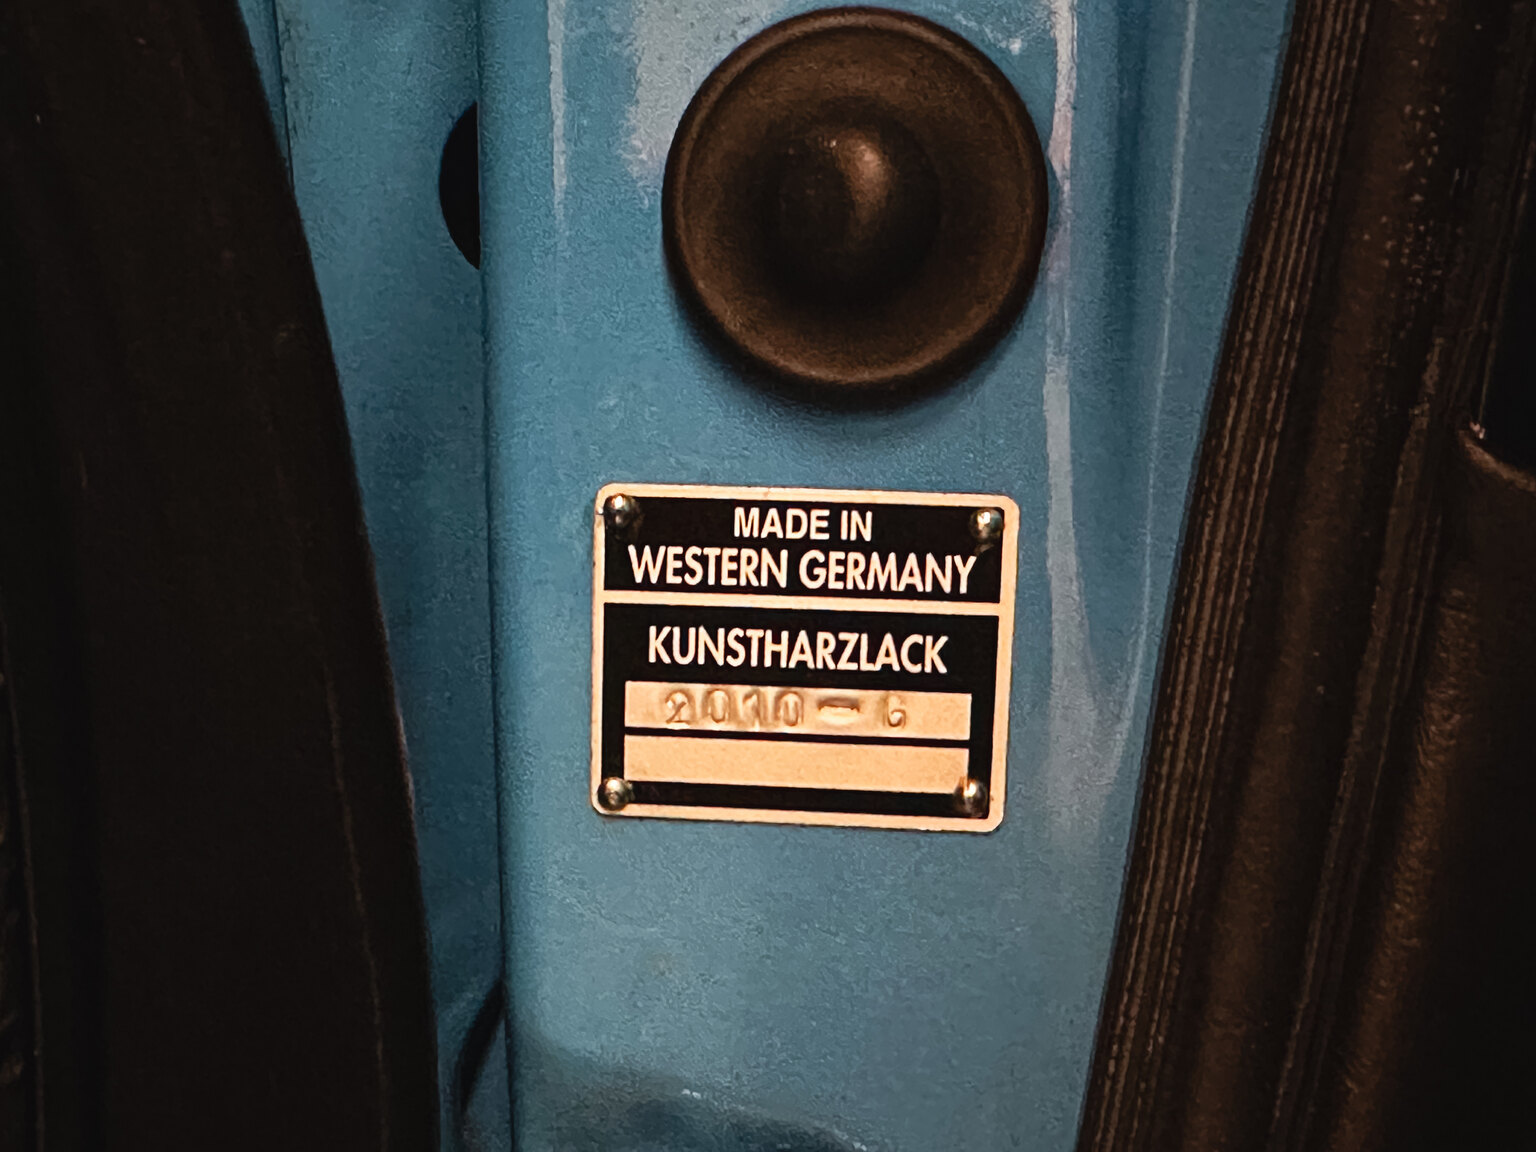 MADE IN
WESTERN GERMANY
KUNSTHARZLACK
2010 - G